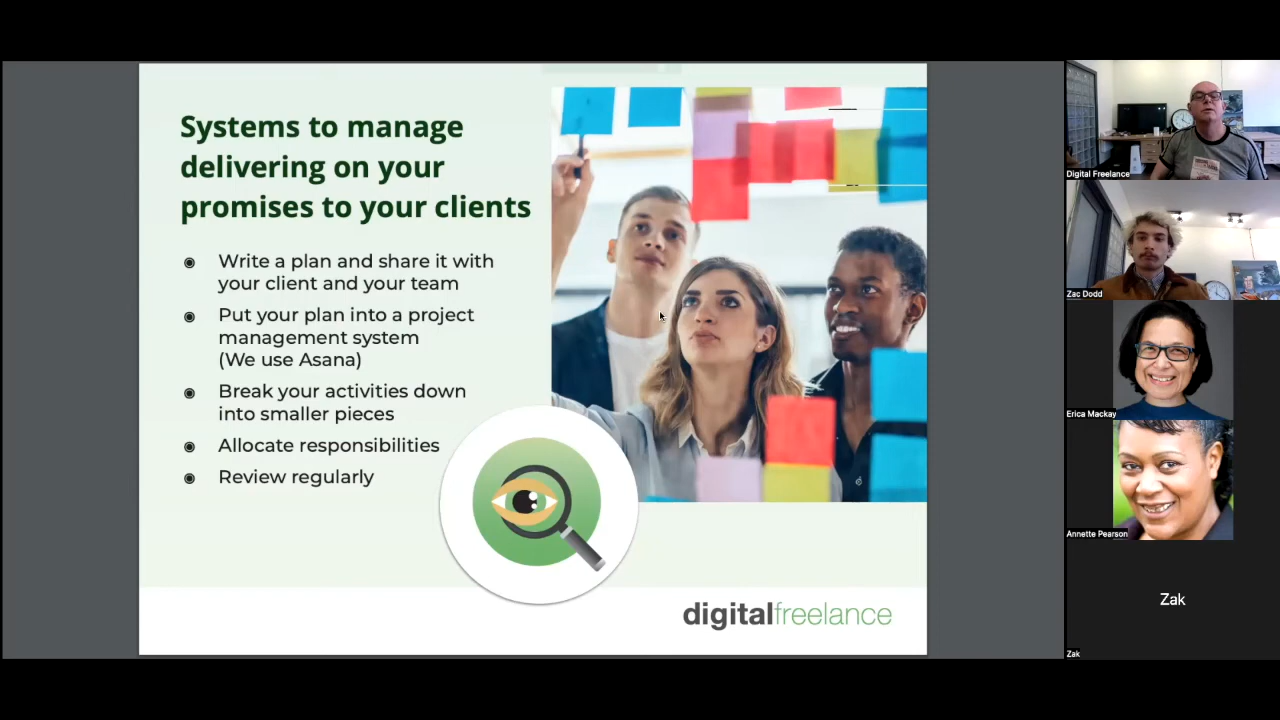 Systems to manage
delivering on your
promises to your clients
Write a plan and share it with
your client and your team
Put your plan into a project
management system
(We use Asana)
Break your activities down
into smaller pieces
Allocate responsibilities
Review regularly
digitalfreelance
Digital Freelance
Zac Dodd
Erica Mackay
Annette Pearson
Zak
Zak